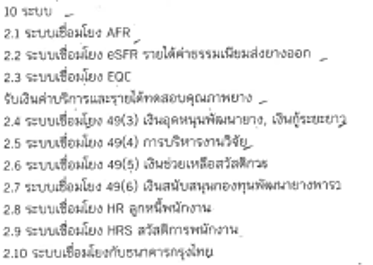 10 ระบบ
2.1 ระบบเชื่อมโยง AFR
2.2 ระบบเชื่อมโยง eSFR รายได้ค่าธรรมเนียมส่งยางออก
2.3 ระบบเชื่อมโยง EQC
รับเงินค่าบริการและรายได้ทดสอบคุณภาพยาง
2.4 ระบบเชื่อมโยง 49(3) เงินอุดหนุนพัฒนายาง, เงินกู้ระยะยาว
2.5 ระบบเชื่อมโยง 49(4) การบริหารงานวิจัย
2.6 ระบบเชื่อมโยง 49(5) เงินช่วยเหลือสวัสดิการ
2.7 ระบบเชื่อมโยง 49(6) เงินสนับสนุนกองทุนพัฒนายางพารา
2.8 ระบบเชื่อมโยง HR ลูกหนี้พนักงาน
2.9 ระบบเชื่อมโยง HRS สวัสดิการพนักงาน
2.10 ระบบเชื่อมโยงกับธนาคารกรุงไทย